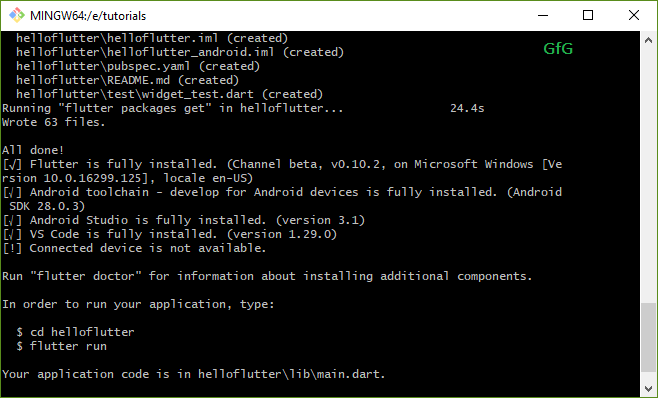 MINGW64:/e/tutorials
helloflutter\helloflutter.iml (created)
helloflutter\helloflutter_android.iml (created)
helloflutter\pubspec.yaml (created)
helloflutter\README.md (created)
helloflutter\test\widget_test.dart (created)
GfG
Running "flutter packages get" in helloflutter... 24.4s
Wrote 63 files.
All done!
[√] Flutter is fully installed. (Channel beta, v0.10.2, on Microsoft Windows [Ve
rsion 10.0.16299.125], locale en-US)
[√] Android toolchain - develop for Android devices is fully installed. (Android
SDK 28.0.3)
[√] Android Studio is fully installed. (version 3.1)
[√] VS Code is fully installed. (version 1.29.0)
[!] Connected device is not available.
Run "flutter doctor" for information about installing additional components.
In order to run your application, type:
$ cd helloflutter
$ flutter run
Your application code is in helloflutter\lib\main.dart.